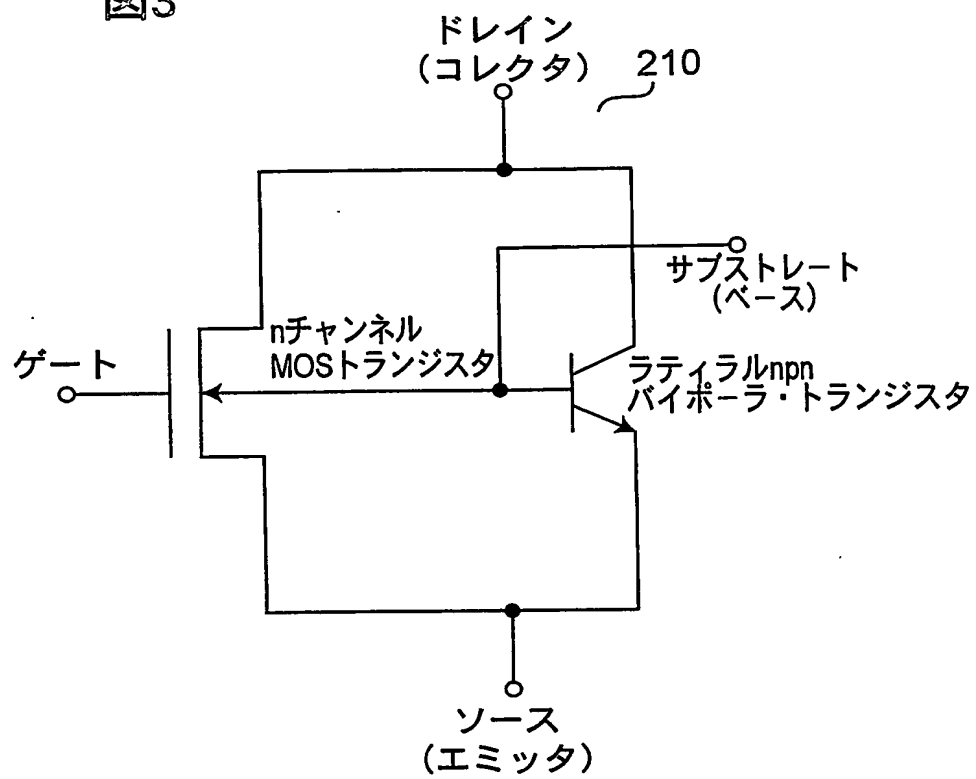 図3
ドレイン
(コレクタ)
210
サブストレート
(ベース)
nチャンネル
MOSトランジスタ
ゲート
ラティラルnpn
バイポーラ・トランジスタ
ソース
(エミッタ)